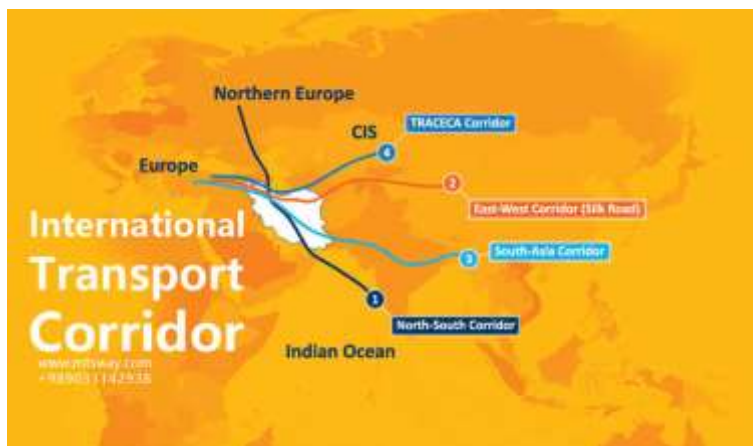 Northern Europe
CIS
4
TRACECA Corridor
Europe
2
East-West Corridor (Silk Road)
International
Transport
Corridor
3
South-Asia Corridor
1
North-South Corridor
Indian Ocean
www.mitsway.com
+989031142938